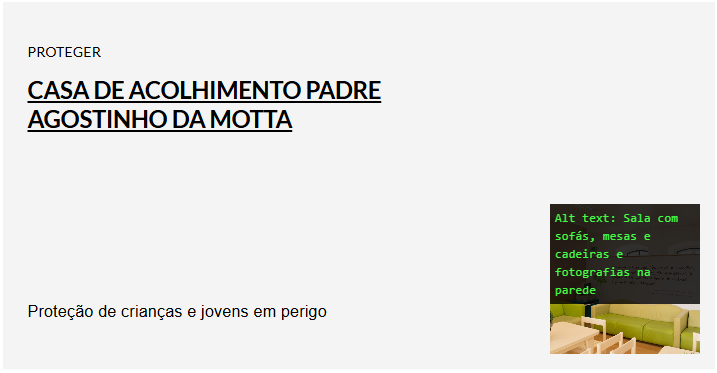 PROTEGER
CASA DE ACOLHIMENTO PADRE
AGOSTINHO DA MOTTA
Alt text: Sala com
sofás, mesas e
cadeiras e
fotografias na
parede
Proteção de crianças e jovens em perigo